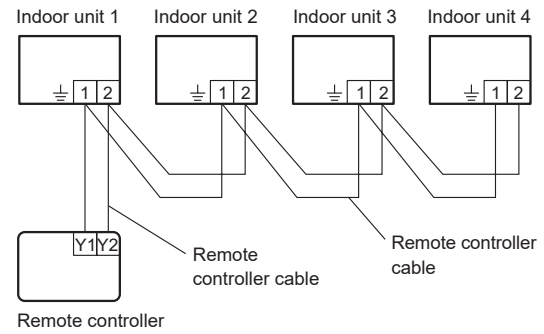 Indoor unit 1 Indoor unit 2 Indoor unit 3 Indoor unit 4
1 2 1 2 1 2 1 2
Y1 Y2
Remote
controller cable
Remote controller
cable
Remote controller